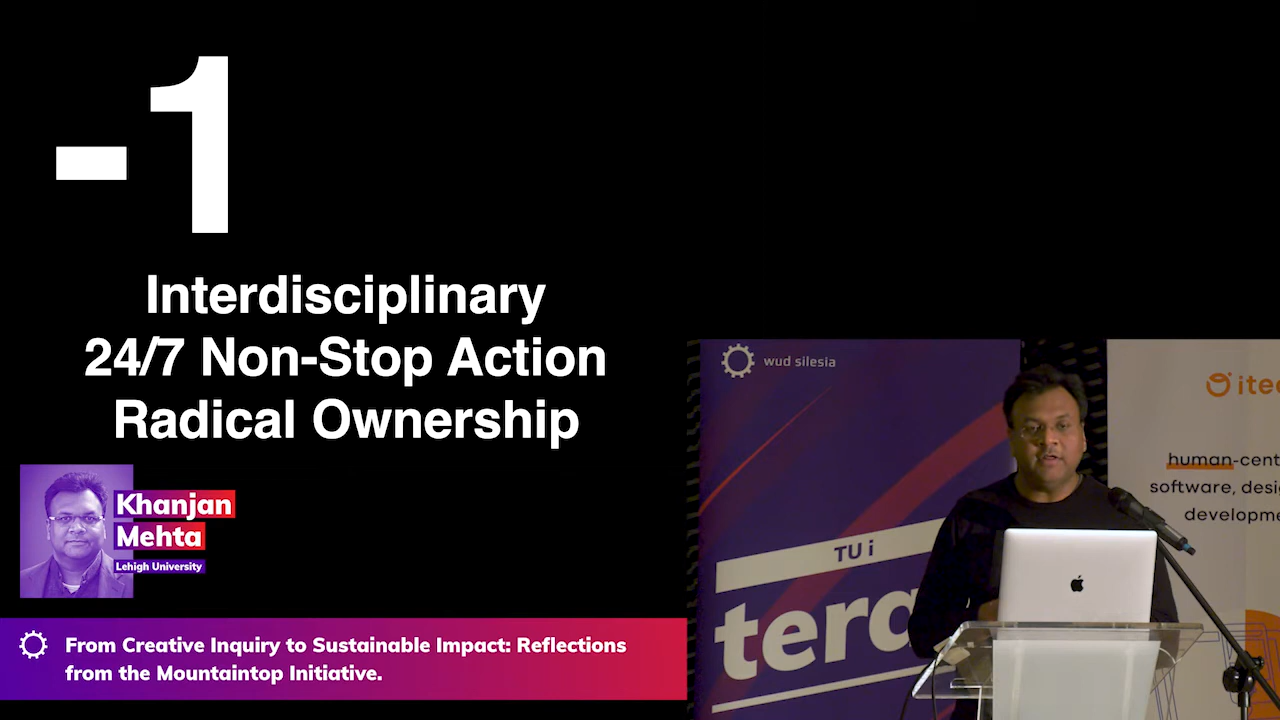 -1
Interdisciplinary
24/7 Non-Stop Action
Radical Ownership
Khanjan
Mehta
Lehigh University
From Creative Inquiry to Sustainable Impact: Reflections
from the Mountaintop Initiative.
wud silesia
TU i
tera
human-cent
software, desi
developme